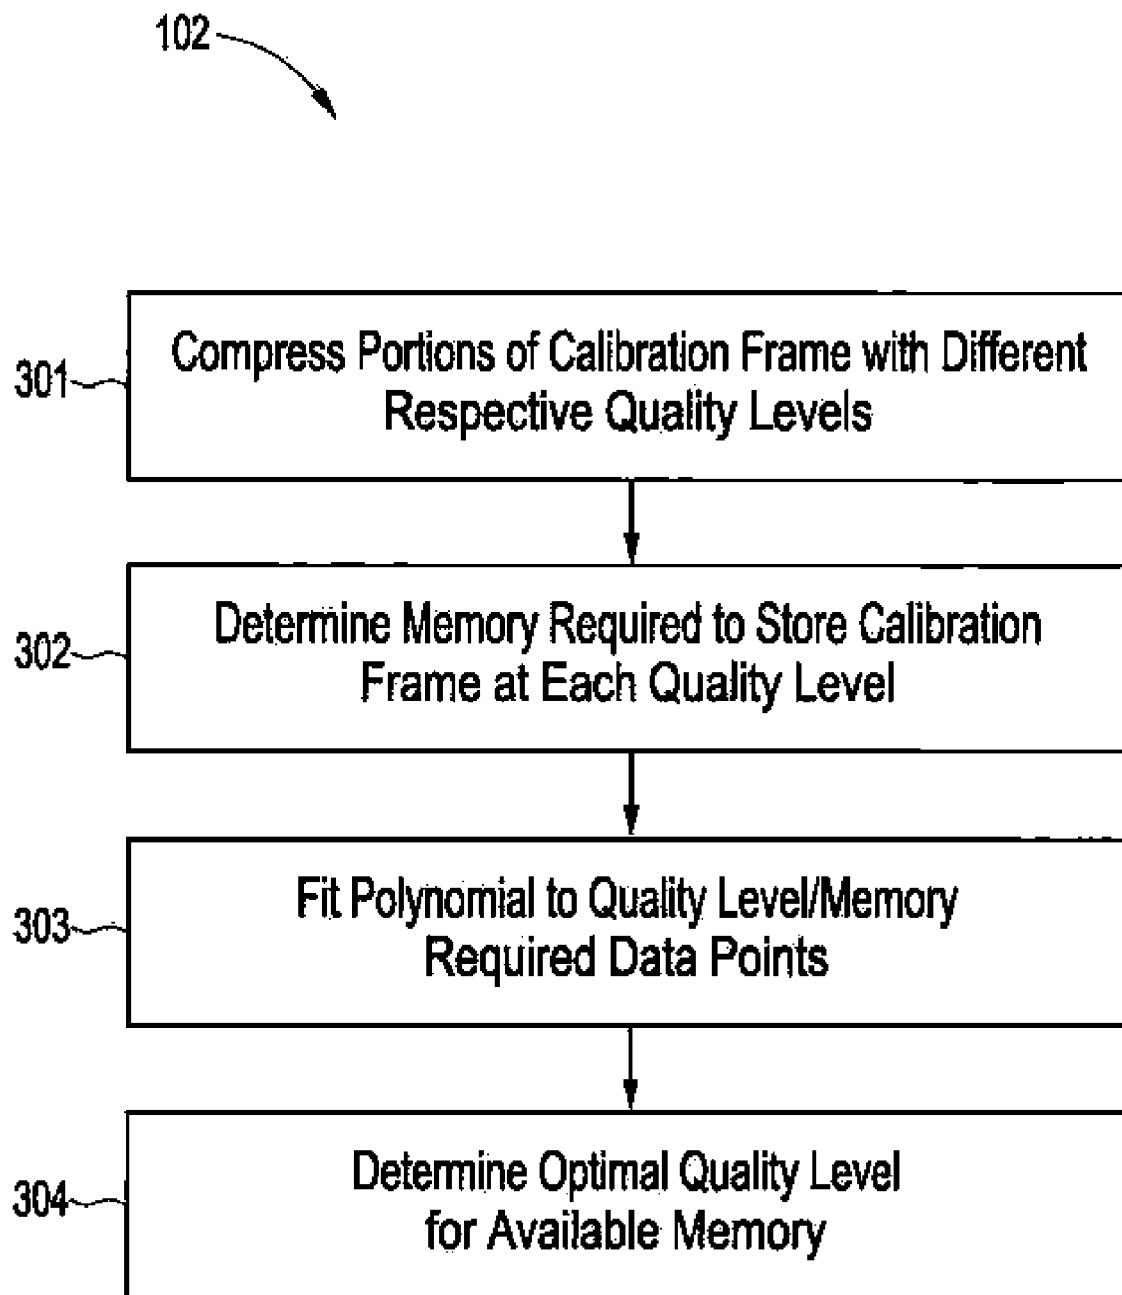 102
301
Compress Portions of Calibration Frame with Different
Respective Quality Levels
302
Determine Memory Required to Store Calibration
Frame at Each Quality Level
303
Fit Polynomial to Quality Level/Memory
Required Data Points
304
Determine Optimal Quality Level
for Available Memory